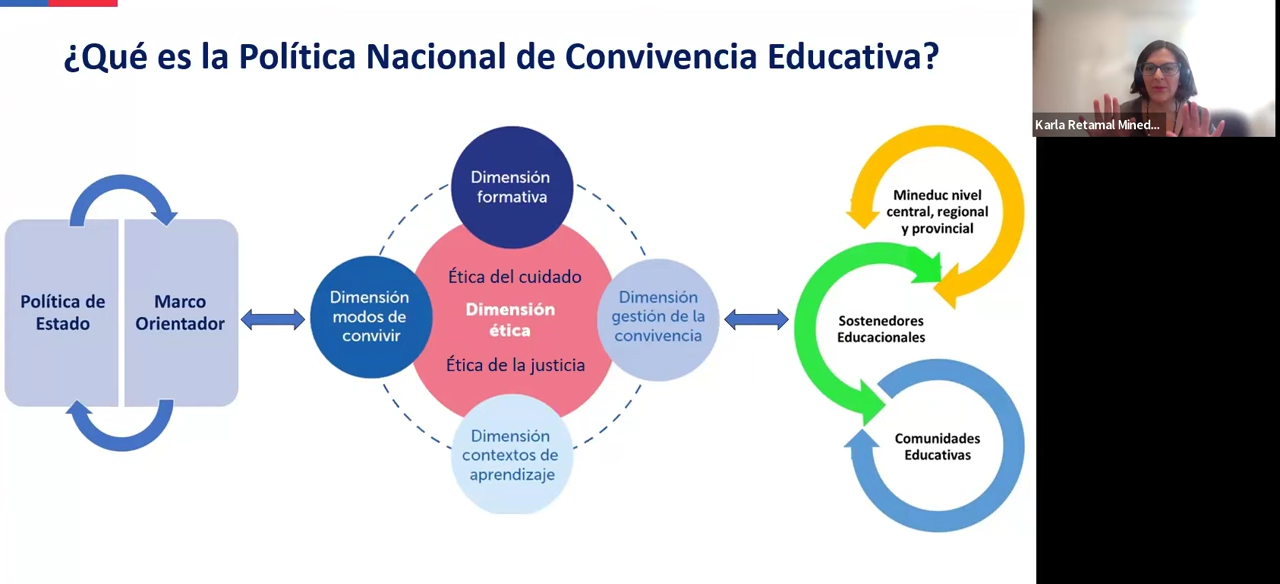 ¿Qué es la Política Nacional de Convivencia Educativa?
Karla Retamal Mined...
Política de
Estado
Marco
Orientador
Dimensión
formativa
Dimensión
modos de
convivir
Ética del cuidado
Dimensión
ética
Ética de la justicia
Dimensión
gestión de la
convivencia
Dimensión
contextos de
aprendizaje
Mineduc nivel
central, regional
y provincial
Sostenedores
Educacionales
Comunidades
Educativas